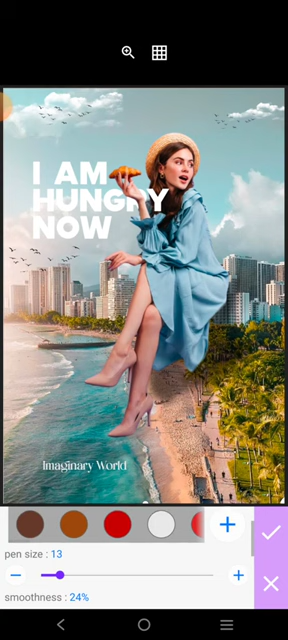 I AM
HUNGRY
NOW
Imaginary World
pen size : 13
smoothness : 24%